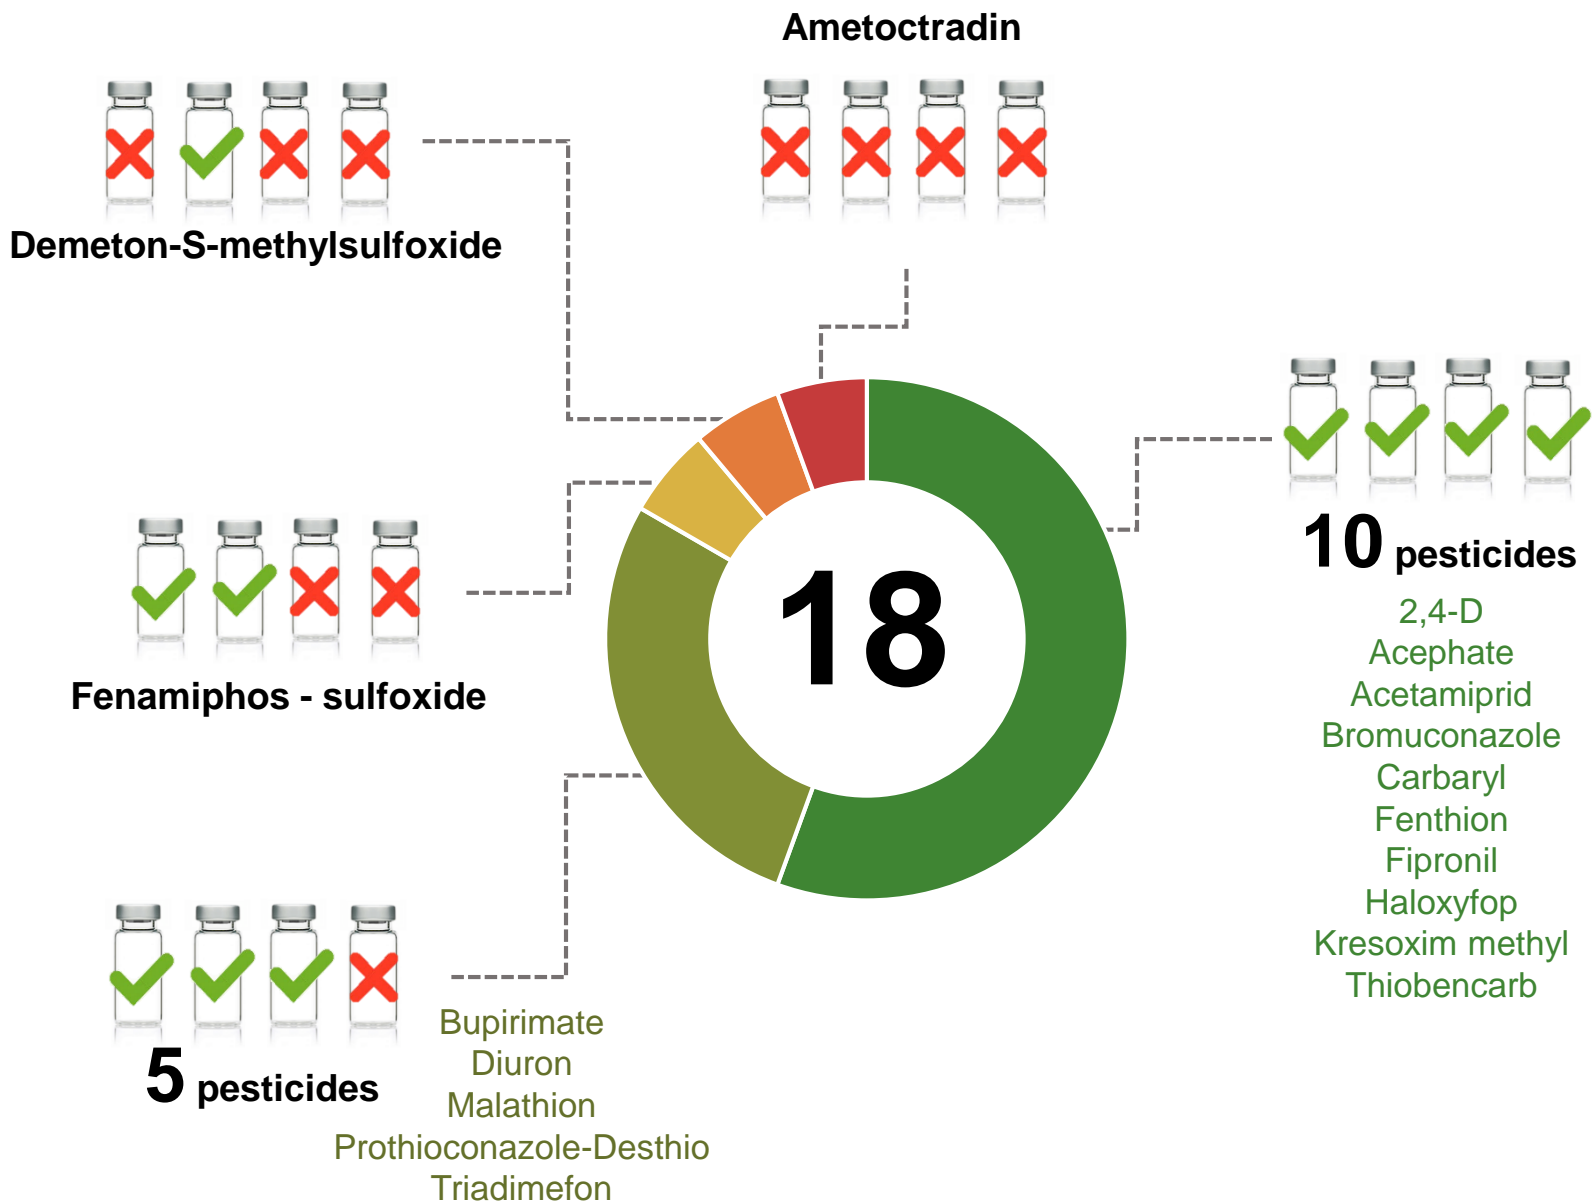 Ametoctradin
Demeton-S-methylsulfoxide
18
10 pesticides
2,4-D
Acephate
Acetamiprid
Bromuconazole
Carbaryl
Fenthion
Fipronil
Haloxyfop
Kresoxim methyl
Thiobencarb
Fenamiphos - sulfoxide
5 pesticides
Bupirimate
Diuron
Malathion
Prothioconazole-Desthio
Triadimefon